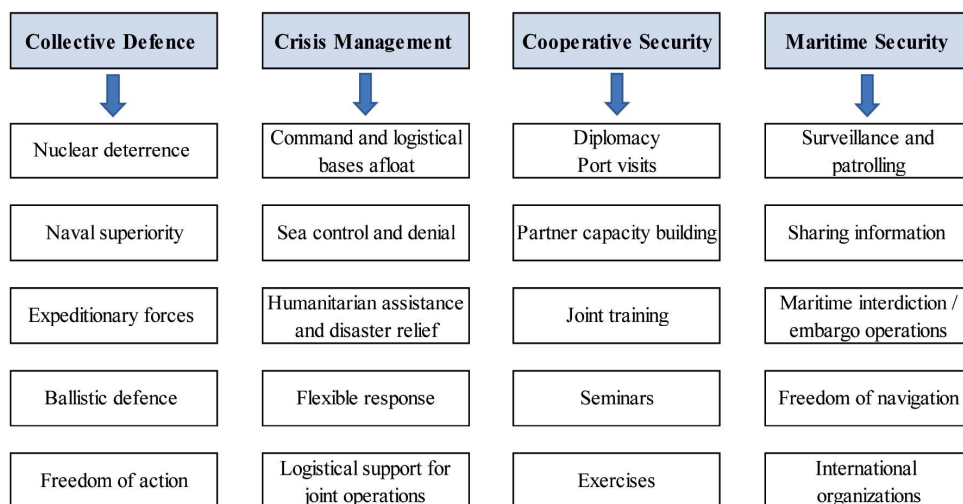 Collective Defence
Nuclear deterrence
Naval superiority
Expeditionary forces
Ballistic defence
Freedom of action
Crisis Management
Command and logistical
bases afloat
Sea control and denial
Humanitarian assistance
and disaster relief
Flexible response
Logistical support for
joint operations
Cooperative Security
Diplomacy
Port visits
Partner capacity building
Joint training
Seminars
Exercises
Maritime Security
Surveillance and
patrolling
Sharing information
Maritime interdiction /
embargo operations
Freedom of navigation
International
organizations